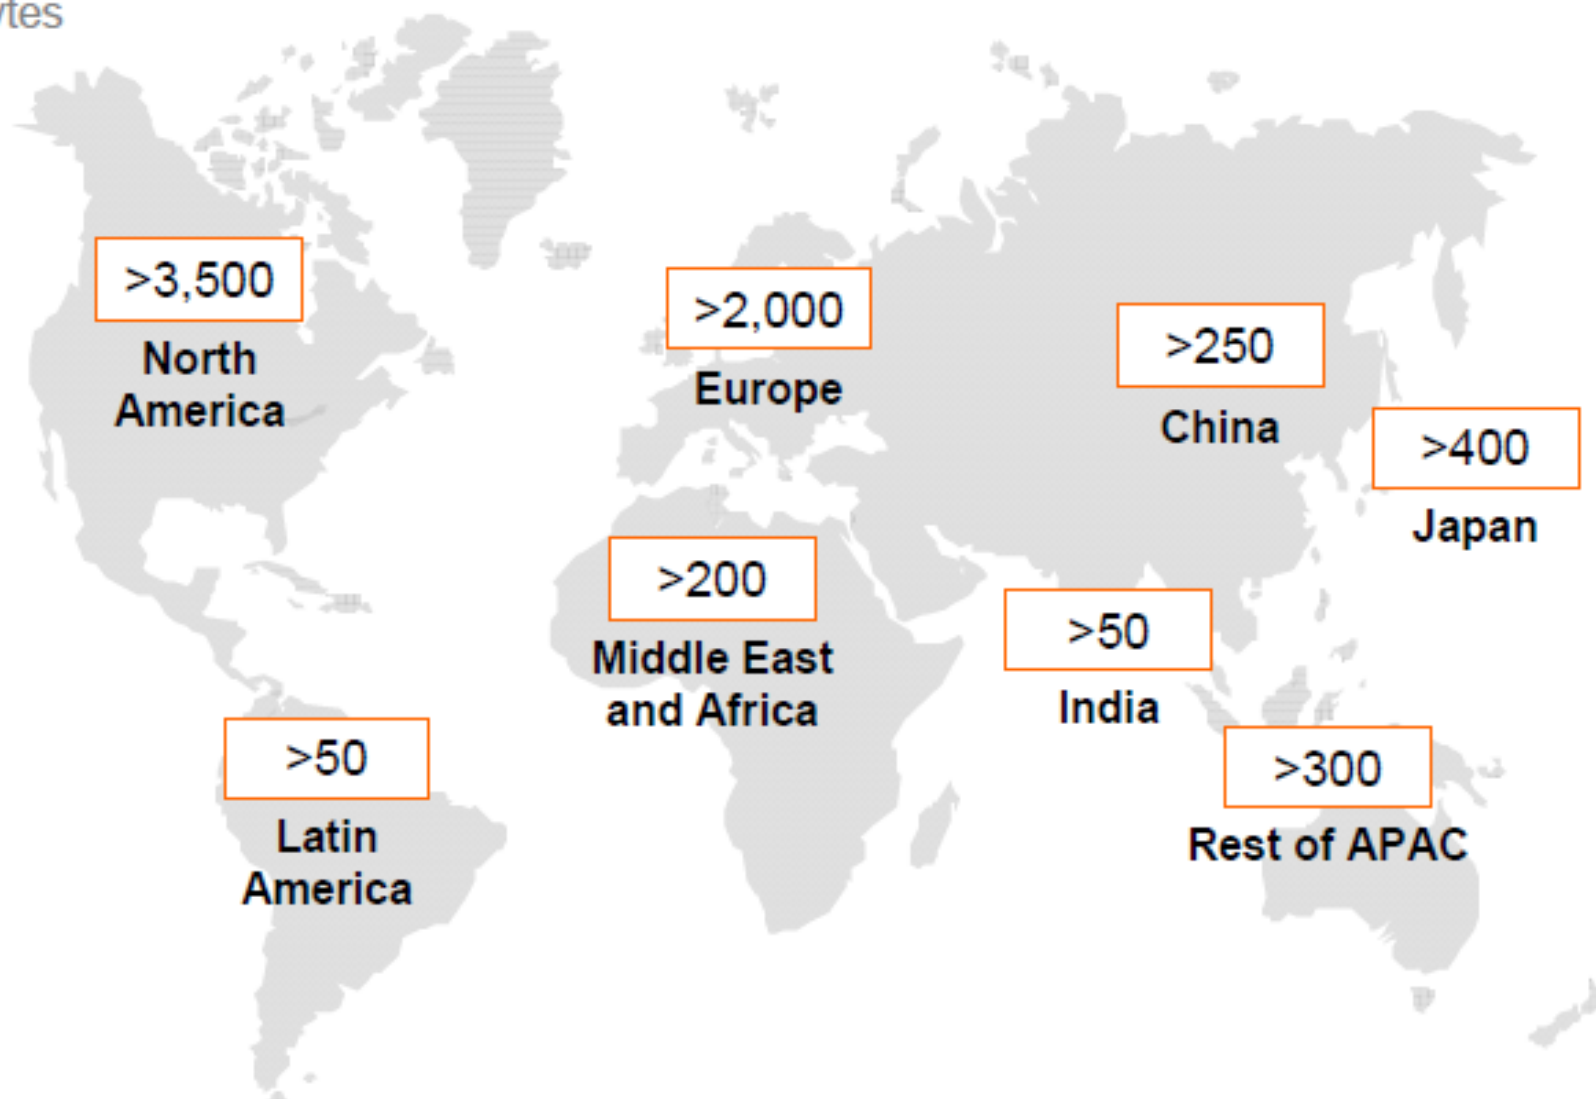 ytes
>3,500
North
America
>2,000
Europe
>250
China
>400
Japan
>200
Middle East
and Africa
>50
India
>50
Latin
America
>300
Rest of APAC